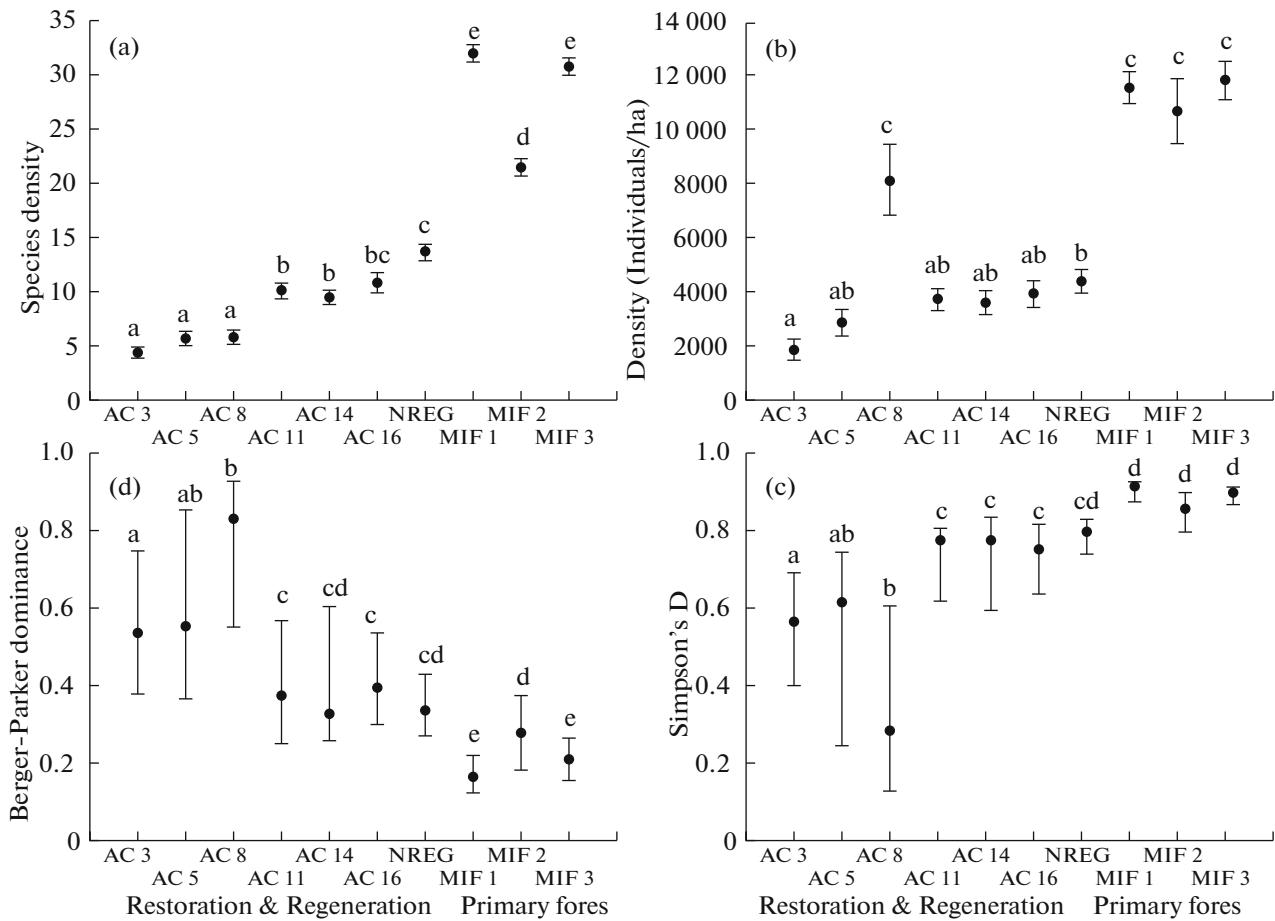 (a)
Species density
35
30
25
20
15
10
5
0
a
a
a
b
b
bc
c
e
d
e
AC 3
AC 5
AC 8
AC 11
AC 14
AC 16
NREG
MIF 1
MIF 2
MIF 3
(b)
Density (Individuals/ha)
14 000
12 000
10 000
8000
6000
4000
2000
0
a
ab
c
ab
ab
ab
b
c
c
c
AC 3
AC 5
AC 8
AC 11
AC 14
AC 16
NREG
MIF 1
MIF 2
MIF 3
(d)
Berger-Parker dominance
1.0
0.8
0.6
0.4
0.2
0
a
ab
b
c
cd
c
cd
e
d
e
AC 3
AC 5
AC 8
AC 11
AC 14
AC 16
NREG
MIF 1
MIF 2
MIF 3
Restoration & Regeneration
Primary fores
(c)
Simpson's D
1.0
0.8
0.6
0.4
0.2
0
a
ab
b
c
c
c
cd
d
d
d
AC 3
AC 5
AC 8
AC 11
AC 14
AC 16
NREG
MIF 1
MIF 2
MIF 3
Restoration & Regeneration
Primary fores